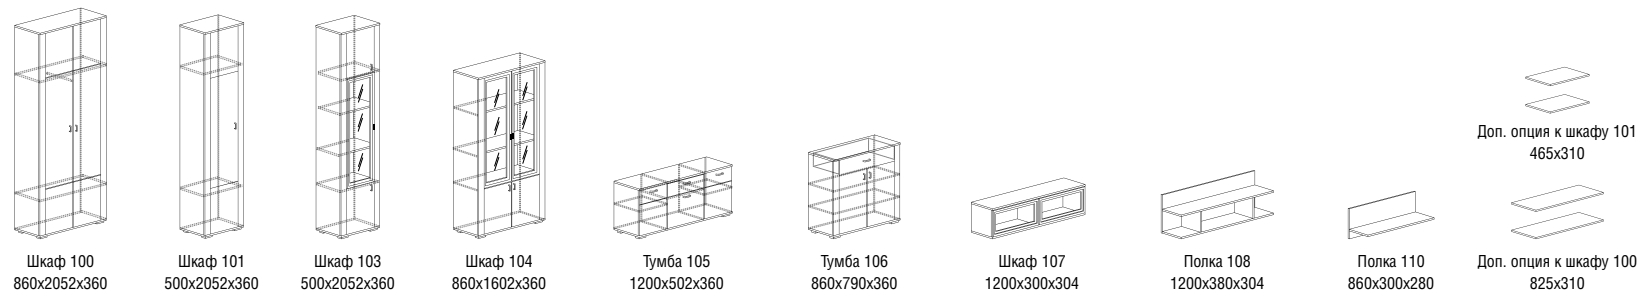 Шкаф 100
860x2052x360
Шкаф 101
500x2052x360
Шкаф 103
500x2052x360
Шкаф 104
860x1602x360
Тумба 105
1200x502x360
Тумба 106
860x790x360
Шкаф 107
1200x300x304
Полка 108
1200x380x304
Полка 110
860x300x280
Доп. опция к шкафу 101
465x310
Доп. опция к шкафу 100
825x310